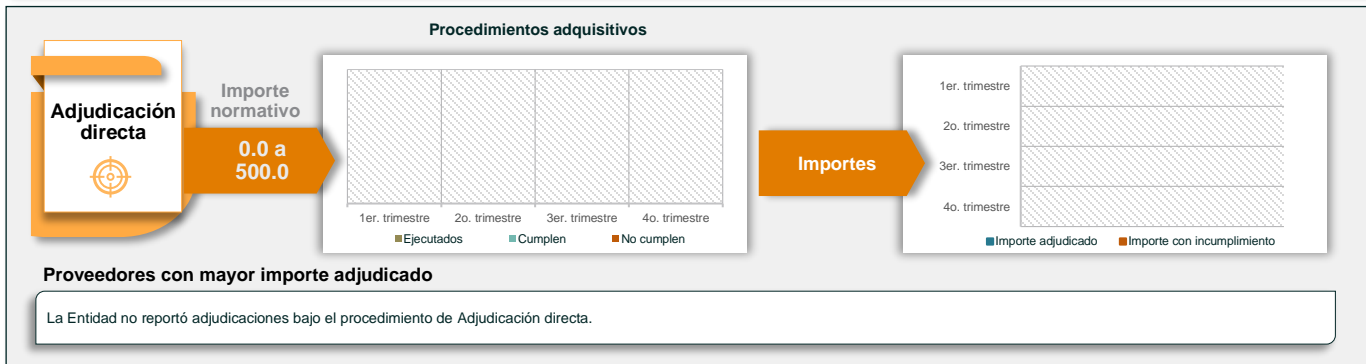 Procedimientos adquisitivos
Adjudicación
directa
Importe
normativo
0.0 a
500.0
1er. trimestre 2o. trimestre 3er. trimestre 4o. trimestre
Ejecutados Cumplen No cumplen
Importes
1er. trimestre
2o. trimestre
3er. trimestre
4o. trimestre
Importe adjudicado Importe con incumplimiento
Proveedores con mayor importe adjudicado
La Entidad no reportó adjudicaciones bajo el procedimiento de Adjudicación directa.